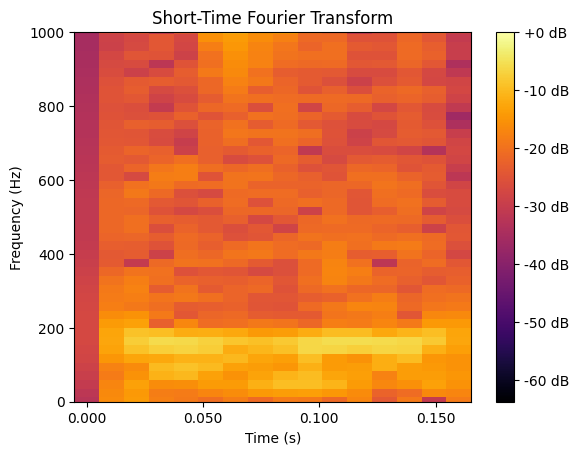 Short-Time Fourier Transform
1000
800
600
400
200
0
Frequency (Hz)
0.000
0.050
0.100
0.150
Time (s)
+0 dB
-10 dB
-20 dB
-30 dB
-40 dB
-50 dB
-60 dB